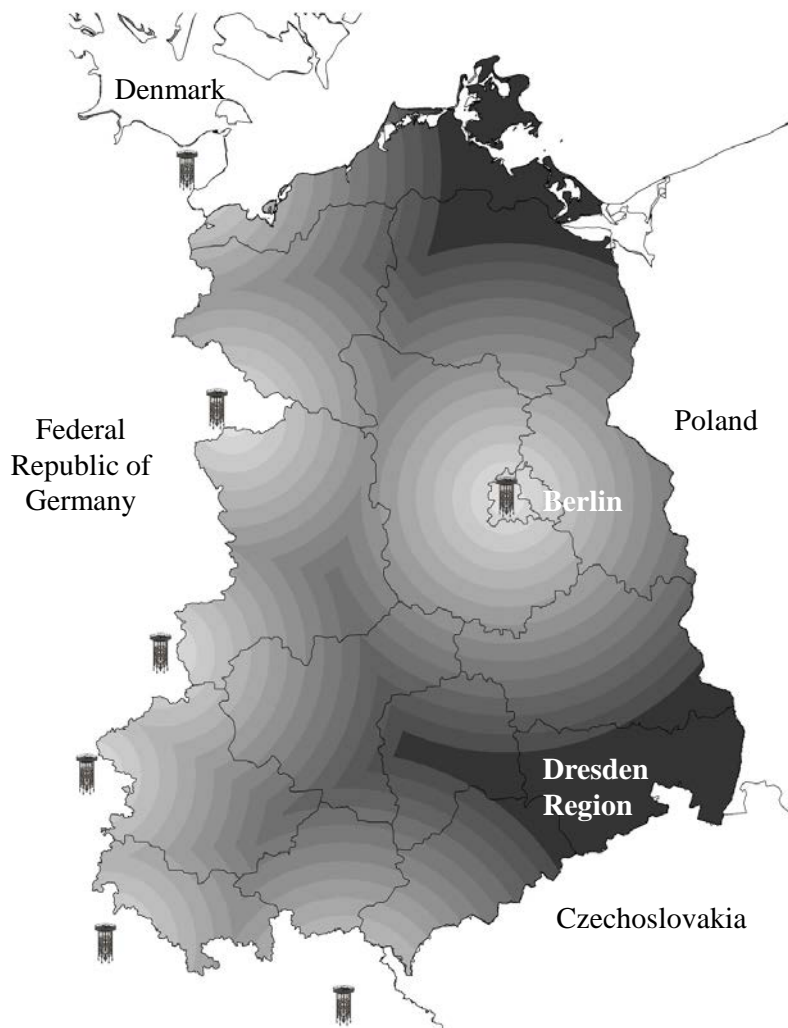 Denmark
Federal
Republic of
Germany
Poland
Berlin
Dresden
Region
Czechoslovakia